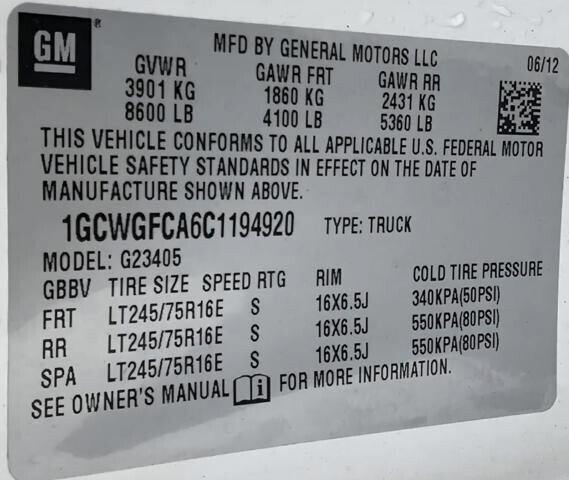 GM
MFD BY GENERAL MOTORS LLC
06/12
GVWR GAWR FRT GAWR RR
3901 KG 1860 KG 2431 KG
8600 LB 4100 LB 5360 LB
THIS VEHICLE CONFORMS TO ALL APPLICABLE U.S. FEDERAL MOTOR
VEHICLE SAFETY STANDARDS IN EFFECT ON THE DATE OF
MANUFACTURE SHOWN ABOVE.
1GCWGFCA6C1194920 TYPE: TRUCK
MODEL: G23405
GBBV TIRE SIZE SPEED RTG RIM COLD TIRE PRESSURE
FRT LT245/75R16E S 16X6.5J 340KPA(50PSI)
RR LT245/75R16E S 16X6.5J 550KPA(80PSI)
SPA LT245/75R16E S 16X6.5J 550KPA(80PSI)
SEE OWNER'S MANUAL i FOR MORE INFORMATION.